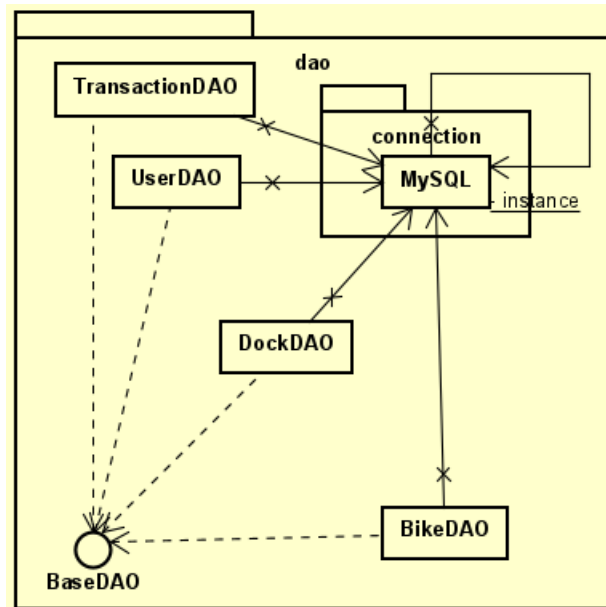 dao
TransactionDAO
connection
UserDAO
MySQL
- instance
DockDAO
BikeDAO
BaseDAO